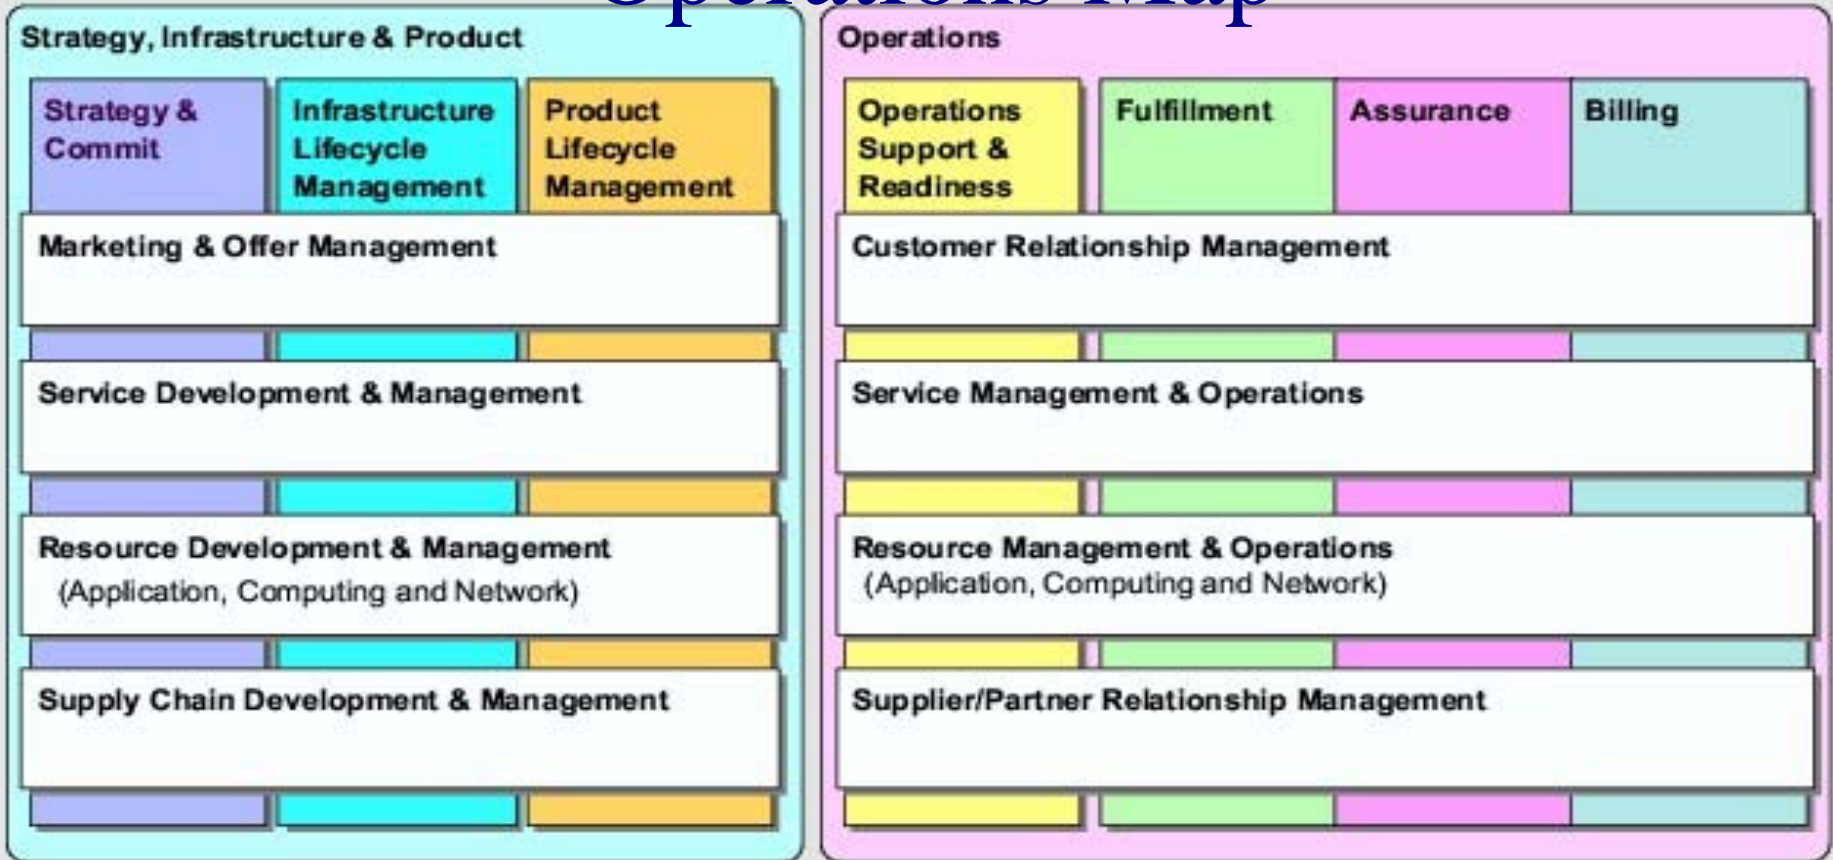 Operations Map
Strategy, Infrastructure & Product
Strategy &
Commit
Infrastructure
Lifecycle
Management
Product
Lifecycle
Management
Marketing & Offer Management
Service Development & Management
Resource Development & Management
(Application, Computing and Network)
Supply Chain Development & Management
Operations
Operations
Support &
Readiness
Fulfillment
Assurance
Billing
Customer Relationship Management
Service Management & Operations
Resource Management & Operations
(Application, Computing and Network)
Supplier/Partner Relationship Management